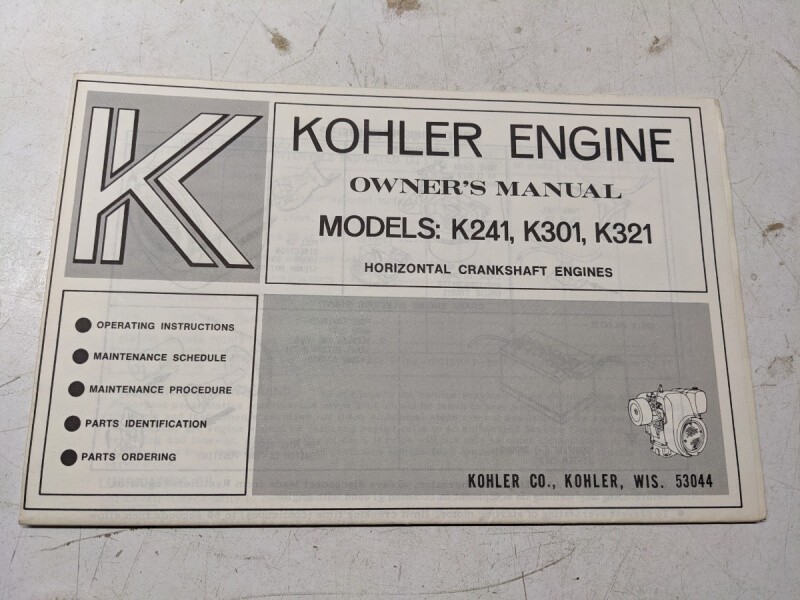 K
KOHLER ENGINE
OWNER'S MANUAL
MODELS: K241, K301, K321
HORIZONTAL CRANKSHAFT ENGINES
OPERATING INSTRUCTIONS
MAINTENANCE SCHEDULE
MAINTENANCE PROCEDURE
PARTS IDENTIFICATION
PARTS ORDERING
KOHLER CO., KOHLER, WIS. 53044